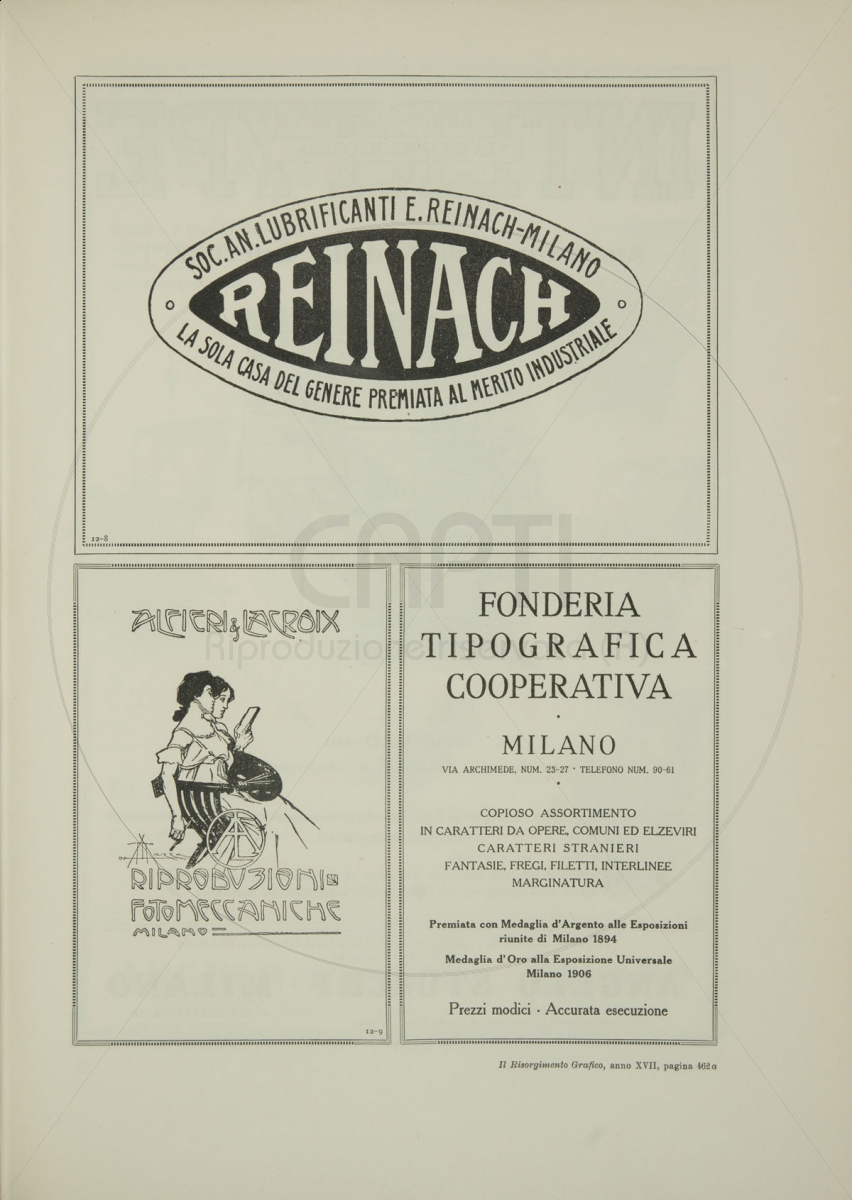 SOC. AN. LUBRIFICANTI E. REINACH-MILANO
REINACH
LA SOLA CASA DEL GENERE PREMIATA AL MERITO INDUSTRIALE
12-8
CAPTI
Riproduzione riservata (R)
ALFIERI & LACROIX
RIPRODUZIONI
FOTOMECCANICHE
MILANO
12-9
FONDERIA
TIPOGRAFICA
COOPERATIVA
MILANO
VIA ARCHIMEDE, NUM. 23-27 · TELEFONO NUM. 90-61
COPIOSO ASSORTIMENTO
IN CARATTERI DA OPERE, COMUNI ED ELZEVIRI
CARATTERI STRANIERI
FANTASIE, FREGI, FILETTI, INTERLINEE
MARGINATURA
Premiata con Medaglia d'Argento alle Esposizioni
riunite di Milano 1894
Medaglia d'Oro alla Esposizione Universale
Milano 1906
Prezzi modici · Accurata esecuzione
Il Risorgimento Grafico, anno XVII, pagina 462a